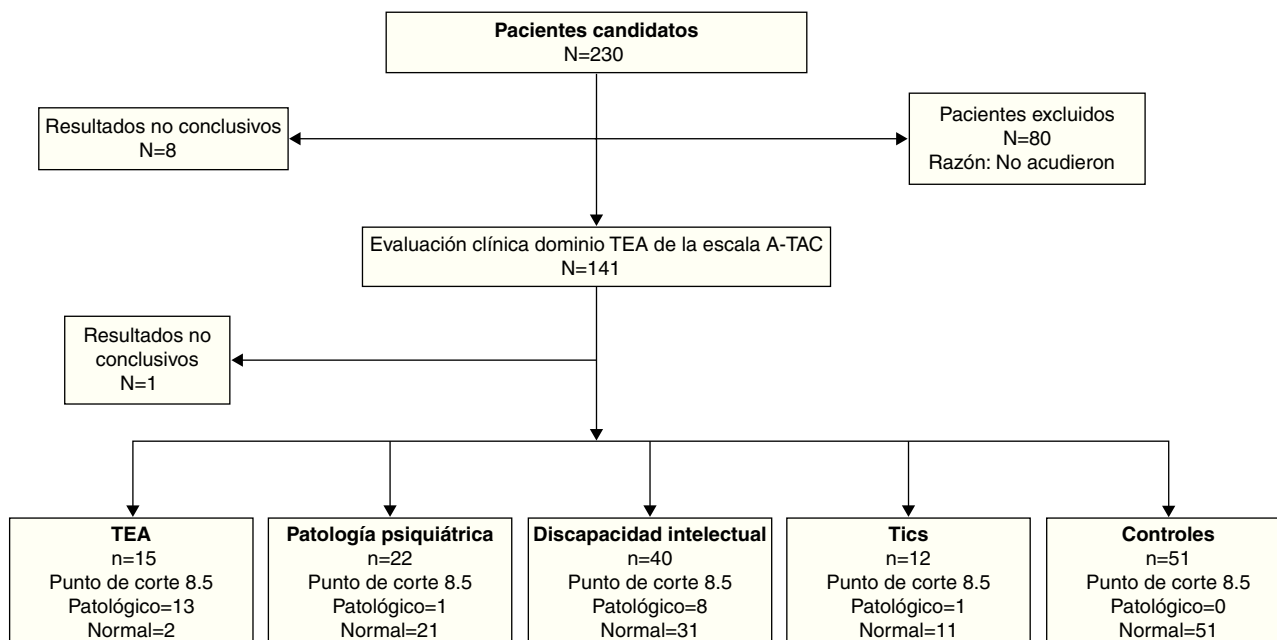 Pacientes candidatos
N=230
Resultados no conclusivos
N=8
Pacientes excluidos
N=80
Razón: No acudieron
Evaluación clínica dominio TEA de la escala A-TAC
N=141
Resultados no
conclusivos
N=1
TEA
n=15
Punto de corte 8.5
Patológico=13
Normal=2
Patología psiquiátrica
n=22
Punto de corte 8.5
Patológico=1
Normal=21
Discapacidad intelectual
n=40
Punto de corte 8.5
Patológico=8
Normal=31
Tics
n=12
Punto de corte 8.5
Patológico=1
Normal=11
Controles
n=51
Punto de corte 8.5
Patológico=0
Normal=51